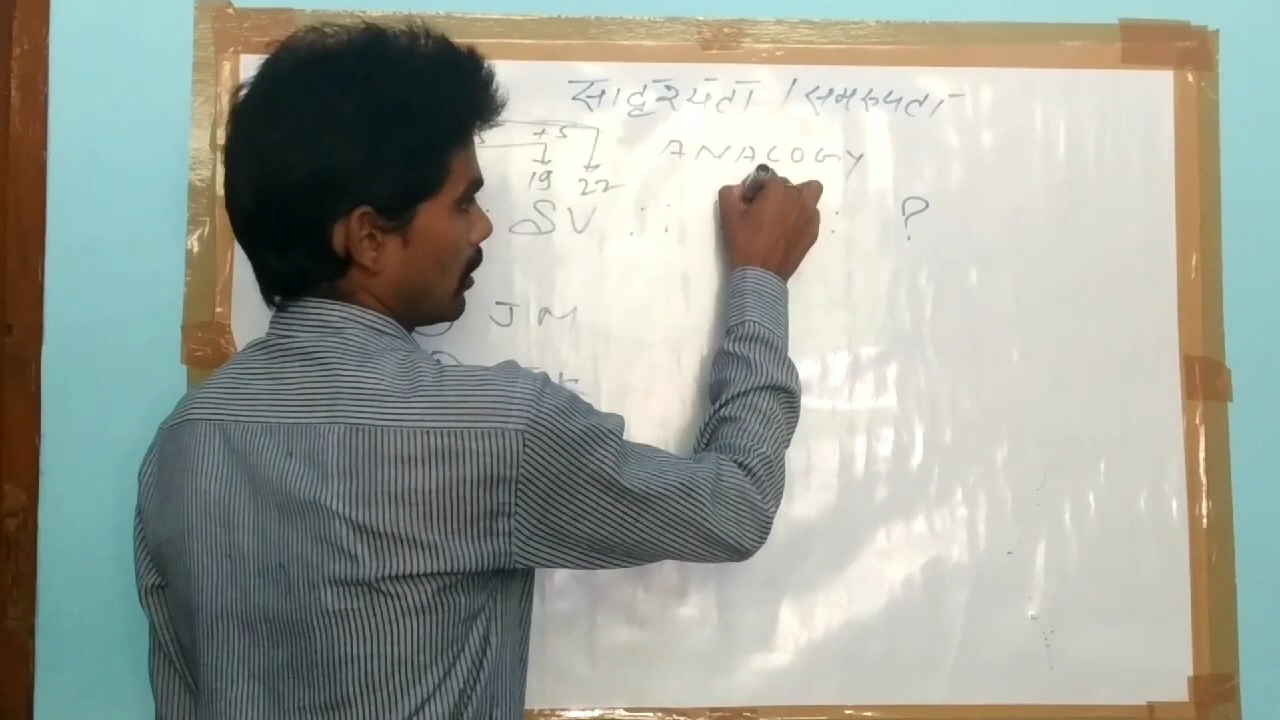 सादृश्यता / समरुपता
+5
ANALOGY
19 22
SV :: : ?
JM